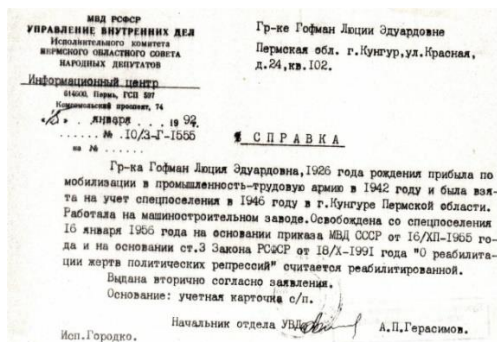 МВД РСФСР
УПРАВЛЕНИЕ ВНУТРЕННИХ ДЕЛ
Исполнительного комитета
ПЕРМСКОГО ОБЛАСТНОГО СОВЕТА
НАРОДНЫХ ДЕПУТАТОВ
Информационный центр
614600, Пермь, ГСП 597
Комсомольский проспект, 74
"15" января 1992 г.
№ 10/3-Г-1555
на №
Гр-ке Гофман Люции Эдуардовне
Пермская обл. г.Кунгур,ул.Красная,
д.24,кв.102.
СПРАВКА
Гр-ка Гофман Люция Эдуардовна,1926 года рождения прибыла по
мобилизации в промышленность-трудовую армию в 1942 году и была взя-
та на учет спецпоселения в 1946 году в г.Кунгуре Пермской области.
Работала на машиностроительном заводе.Освобождена со спецпоселения
16 января 1956 года на основании приказа МВД СССР от 16/ХП-1955 го-
да и на основании ст.3 Закона РСФСР от 18/Х-1991 года "О реабилита-
ции жертв политических репрессий" считается реабилитированной.
Выдана вторично согласно заявления.
Основание: учетная карточка с/п.
Начальник отдела УВД А.П.Герасимов.
Исп.Городко.